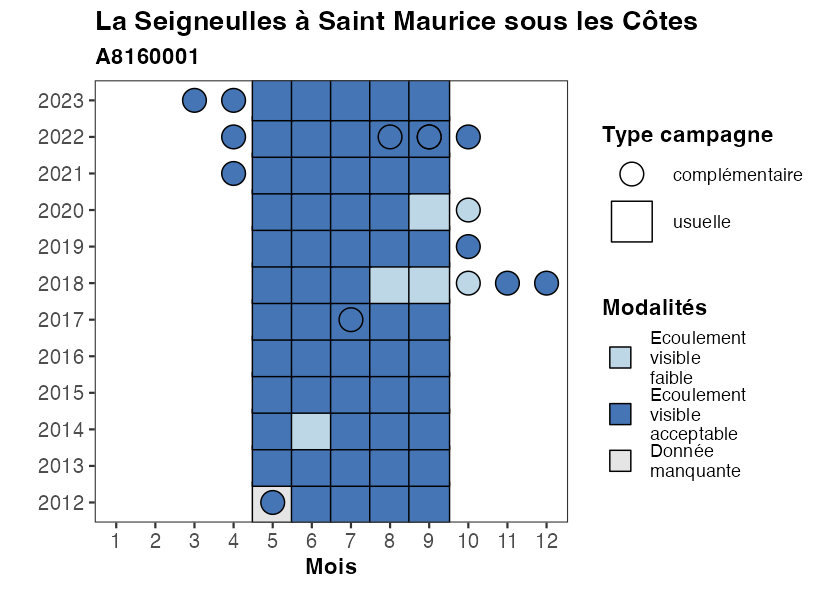 La Seigneulles à Saint Maurice sous les Côtes
A8160001
2023
2022
2021
2020
2019
2018
2017
2016
2015
2014
2013
2012
1 2 3 4 5 6 7 8 9 10 11 12
Mois
Type campagne
complémentaire
usuelle
Modalités
Ecoulement
visible
faible
Ecoulement
visible
acceptable
Donnée
manquante